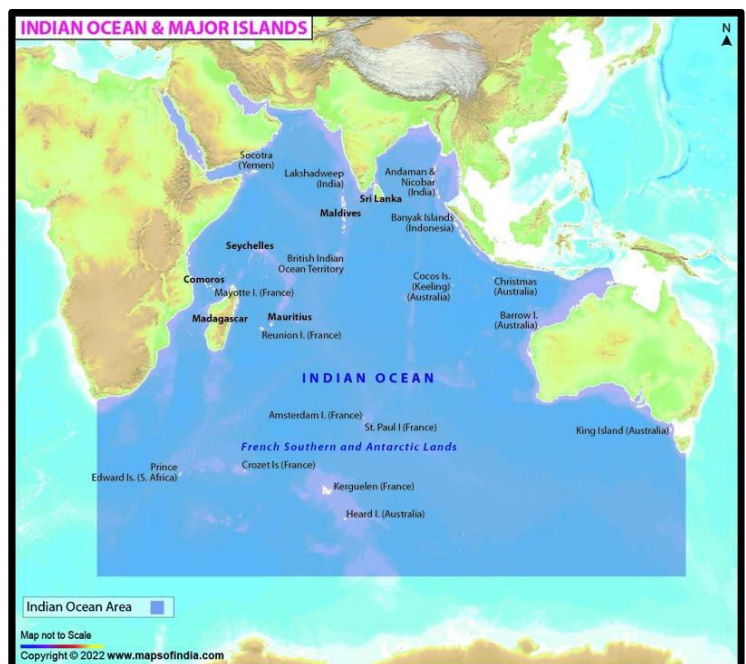 INDIAN OCEAN & MAJOR ISLANDS
N
Socotra
(Yemen)
Lakshadweep
(India)
Andaman &
Nicobar
(India)
Sri Lanka
Maldives
Banyak Islands
(Indonesia)
Seychelles
British Indian
Ocean Territory
Comoros
Mayotte I. (France)
Cocos Is.
(Keeling)
(Australia)
Christmas
(Australia)
Madagascar
Mauritius
Barrow I.
(Australia)
Reunion I. (France)
INDIAN OCEAN
Amsterdam I. (France)
St. Paul I (France)
King Island (Australia)
French Southern and Antarctic Lands
Prince
Edward Is. (S. Africa)
Crozet Is (France)
Kerguelen (France)
Heard I. (Australia)
Indian Ocean Area
Map not to Scale
Copyright © 2022 www.mapsofindia.com